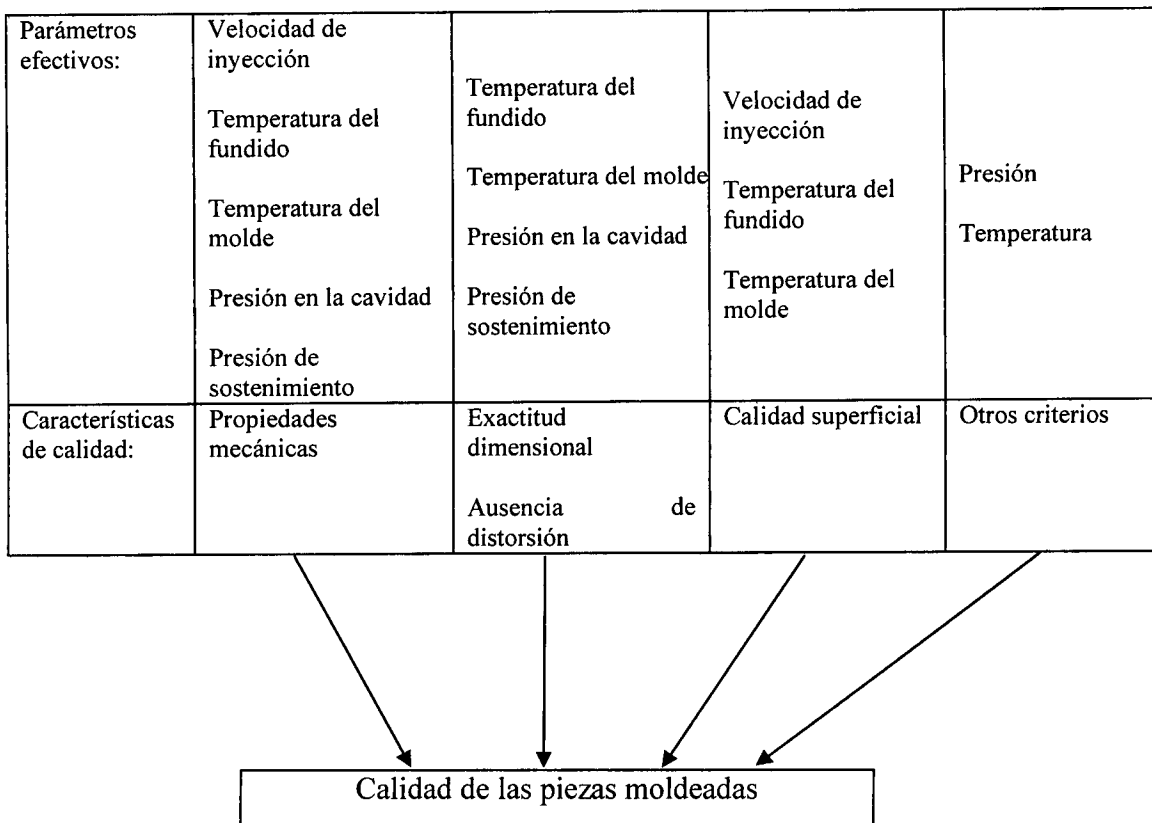 Parámetros
efectivos:
Velocidad de
inyección
Temperatura del
fundido
Temperatura del
molde
Presión en la cavidad
Presión de
sostenimiento
Temperatura del
fundido
Temperatura del molde
Presión en la cavidad
Presión de
sostenimiento
Velocidad de
inyección
Temperatura del
fundido
Temperatura del
molde
Presión
Temperatura
Características
de calidad:
Propiedades
mecánicas
Exactitud
dimensional
Ausencia de
distorsión
Calidad superficial
Otros criterios
Calidad de las piezas moldeadas